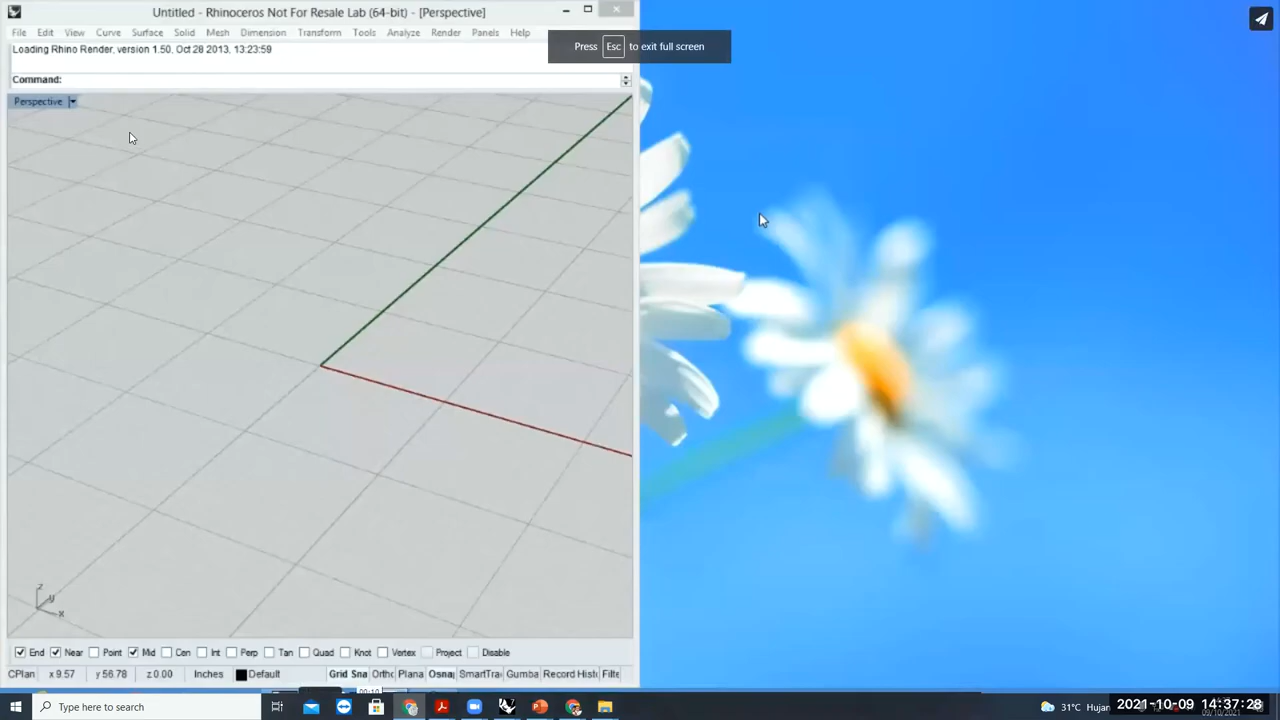 Untitled - Rhinoceros Not For Resale Lab (64-bit) - [Perspective]
File Edit View Curve Surface Solid Mesh Dimension Transform Tools Analyze Render Panels Help
Loading Rhino Render, version 1.50, Oct 28 2013, 13:23:59
Press Esc to exit full screen
Command:
Perspective
z
y
x
End Near Point Mid Cen Int Perp Tan Quad Knot Vertex Project Disable
CPlan x 9.57 y 56.78 z 0.00 Inches Default Grid Sna Ortho Plana Osna SmartTra Gumba Record Histo Filte
Type here to search
31°C Hujan
2021-10-09 14:37:28